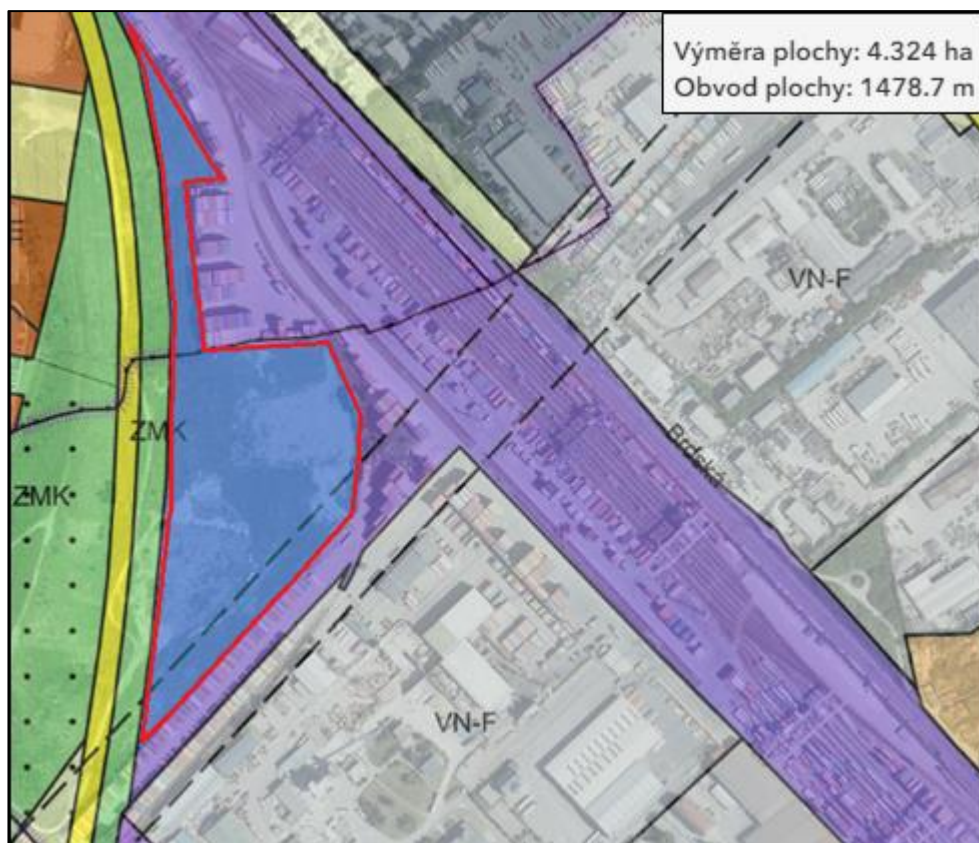 Výměra plochy: 4.324 ha
Obvod plochy: 1478.7 m
VN-F
ZMK
Brdská
ZMK
VN-F